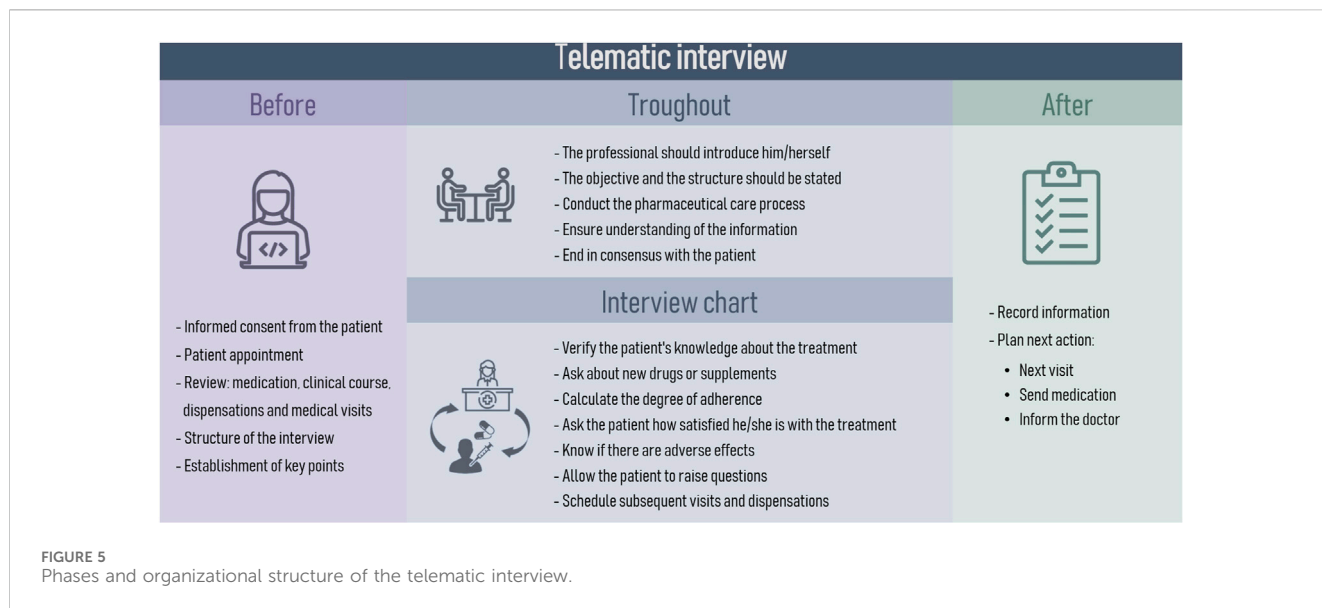 Telematic interview
Before
- Informed consent from the patient
- Patient appointment
- Review: medication, clinical course,
dispensations and medical visits
- Structure of the interview
- Establishment of key points
Troughout
- The professional should introduce him/herself
- The objective and the structure should be stated
- Conduct the pharmaceutical care process
- Ensure understanding of the information
- End in consensus with the patient
Interview chart
- Verify the patient's knowledge about the treatment
- Ask about new drugs or supplements
- Calculate the degree of adherence
- Ask the patient how satisfied he/she is with the treatment
- Know if there are adverse effects
- Allow the patient to raise questions
- Schedule subsequent visits and dispensations
After
- Record information
- Plan next action:
• Next visit
• Send medication
• Inform the doctor
FIGURE 5
Phases and organizational structure of the telematic interview.